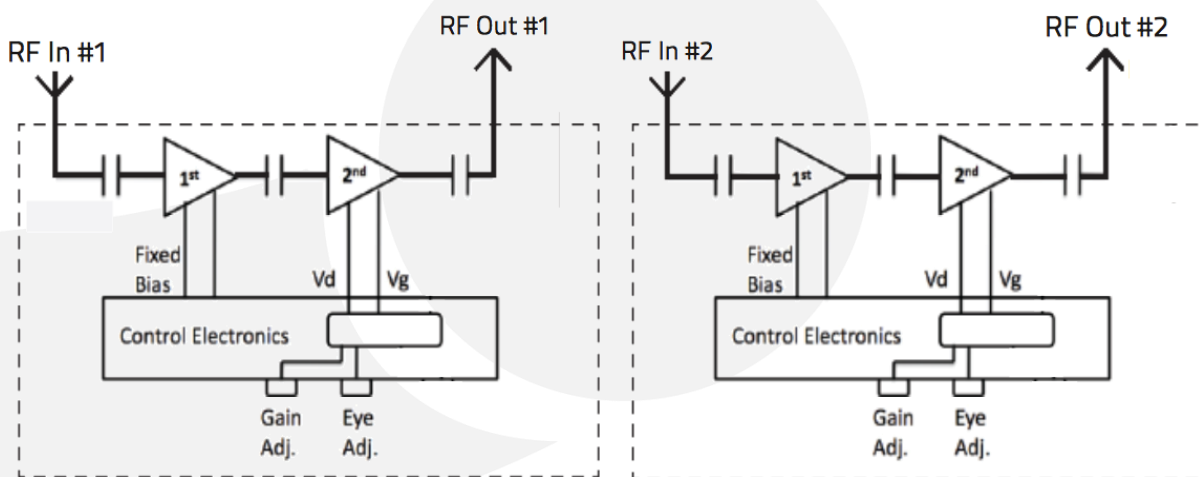 RF In #1
RF Out #1
RF In #2
RF Out #2
1st
2nd
1st
2nd
Fixed
Bias
Vd
Vg
Fixed
Bias
Vd
Vg
Control Electronics
Control Electronics
Gain
Adj.
Eye
Adj.
Gain
Adj.
Eye
Adj.